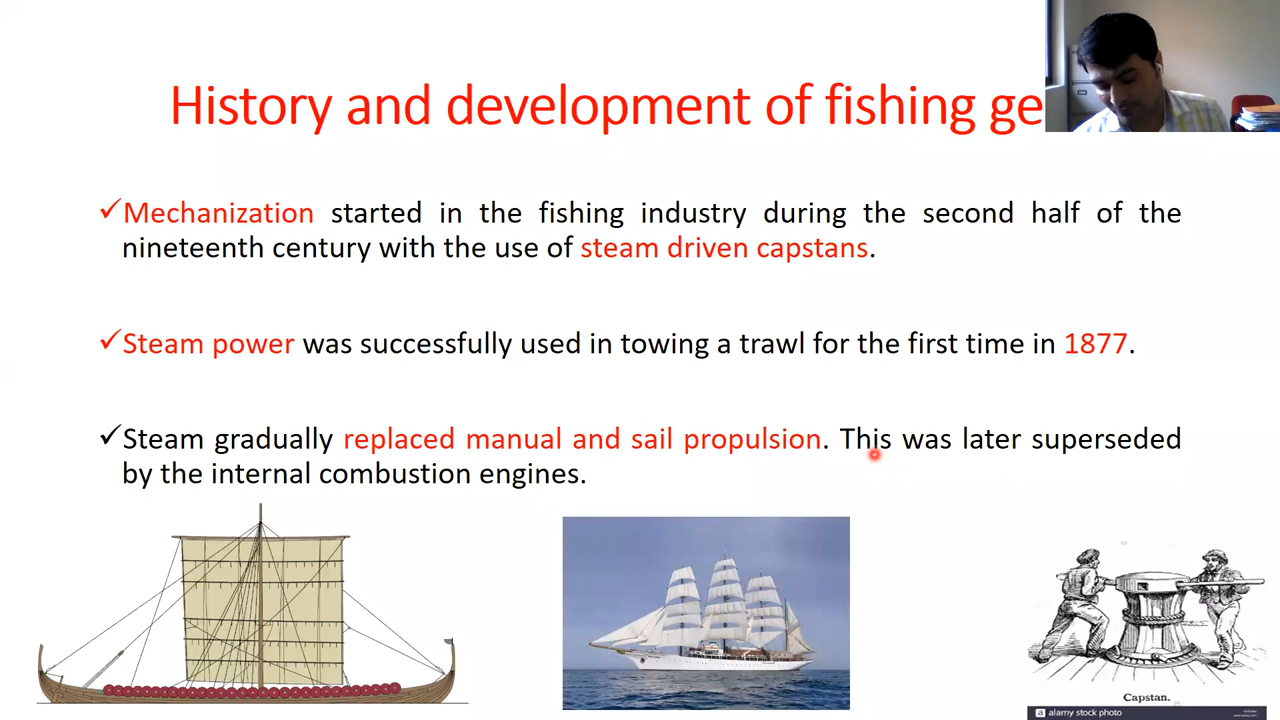 History and development of fishing ge
✓Mechanization started in the fishing industry during the second half of the
nineteenth century with the use of steam driven capstans.
✓Steam power was successfully used in towing a trawl for the first time in 1877.
✓Steam gradually replaced manual and sail propulsion. This was later superseded
by the internal combustion engines.
Capstan.
a alamy stock photo